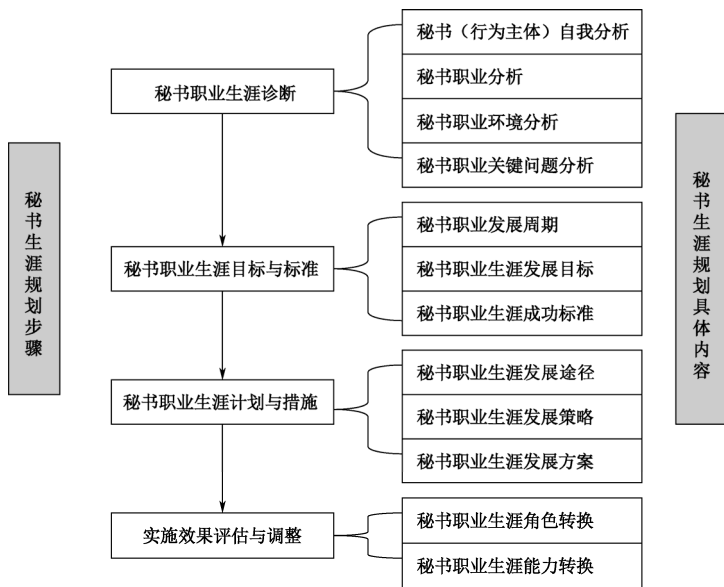 秘书生涯规划步骤
秘书职业生涯诊断
秘书（行为主体）自我分析
秘书职业分析
秘书职业环境分析
秘书职业关键问题分析
秘书职业生涯目标与标准
秘书职业发展周期
秘书职业生涯发展目标
秘书职业生涯成功标准
秘书职业生涯计划与措施
秘书职业生涯发展途径
秘书职业生涯发展策略
秘书职业生涯发展方案
实施效果评估与调整
秘书职业生涯角色转换
秘书职业生涯能力转换
秘书生涯规划具体内容